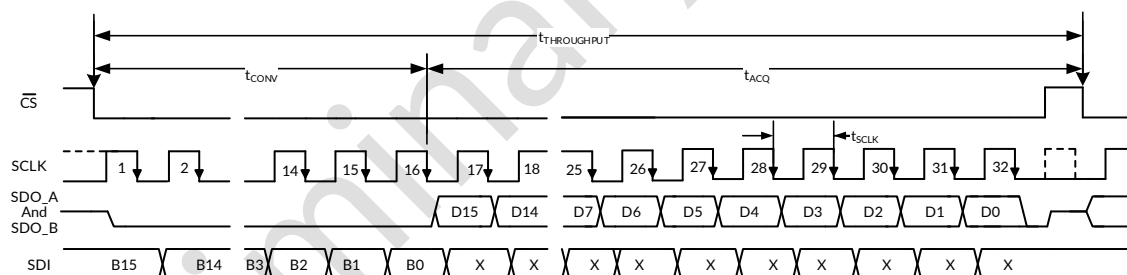 tTHROUGHPUT
tCONV
tACQ
CS
SCLK
1 2 14 15 16 17 18 25 26 27 28 29 30 31 32
tSCLK
SDO_A
And
SDO_B
D15 D14 D7 D6 D5 D4 D3 D2 D1 D0
SDI
B15 B14 B3 B2 B1 B0 X X X X X X X X X X